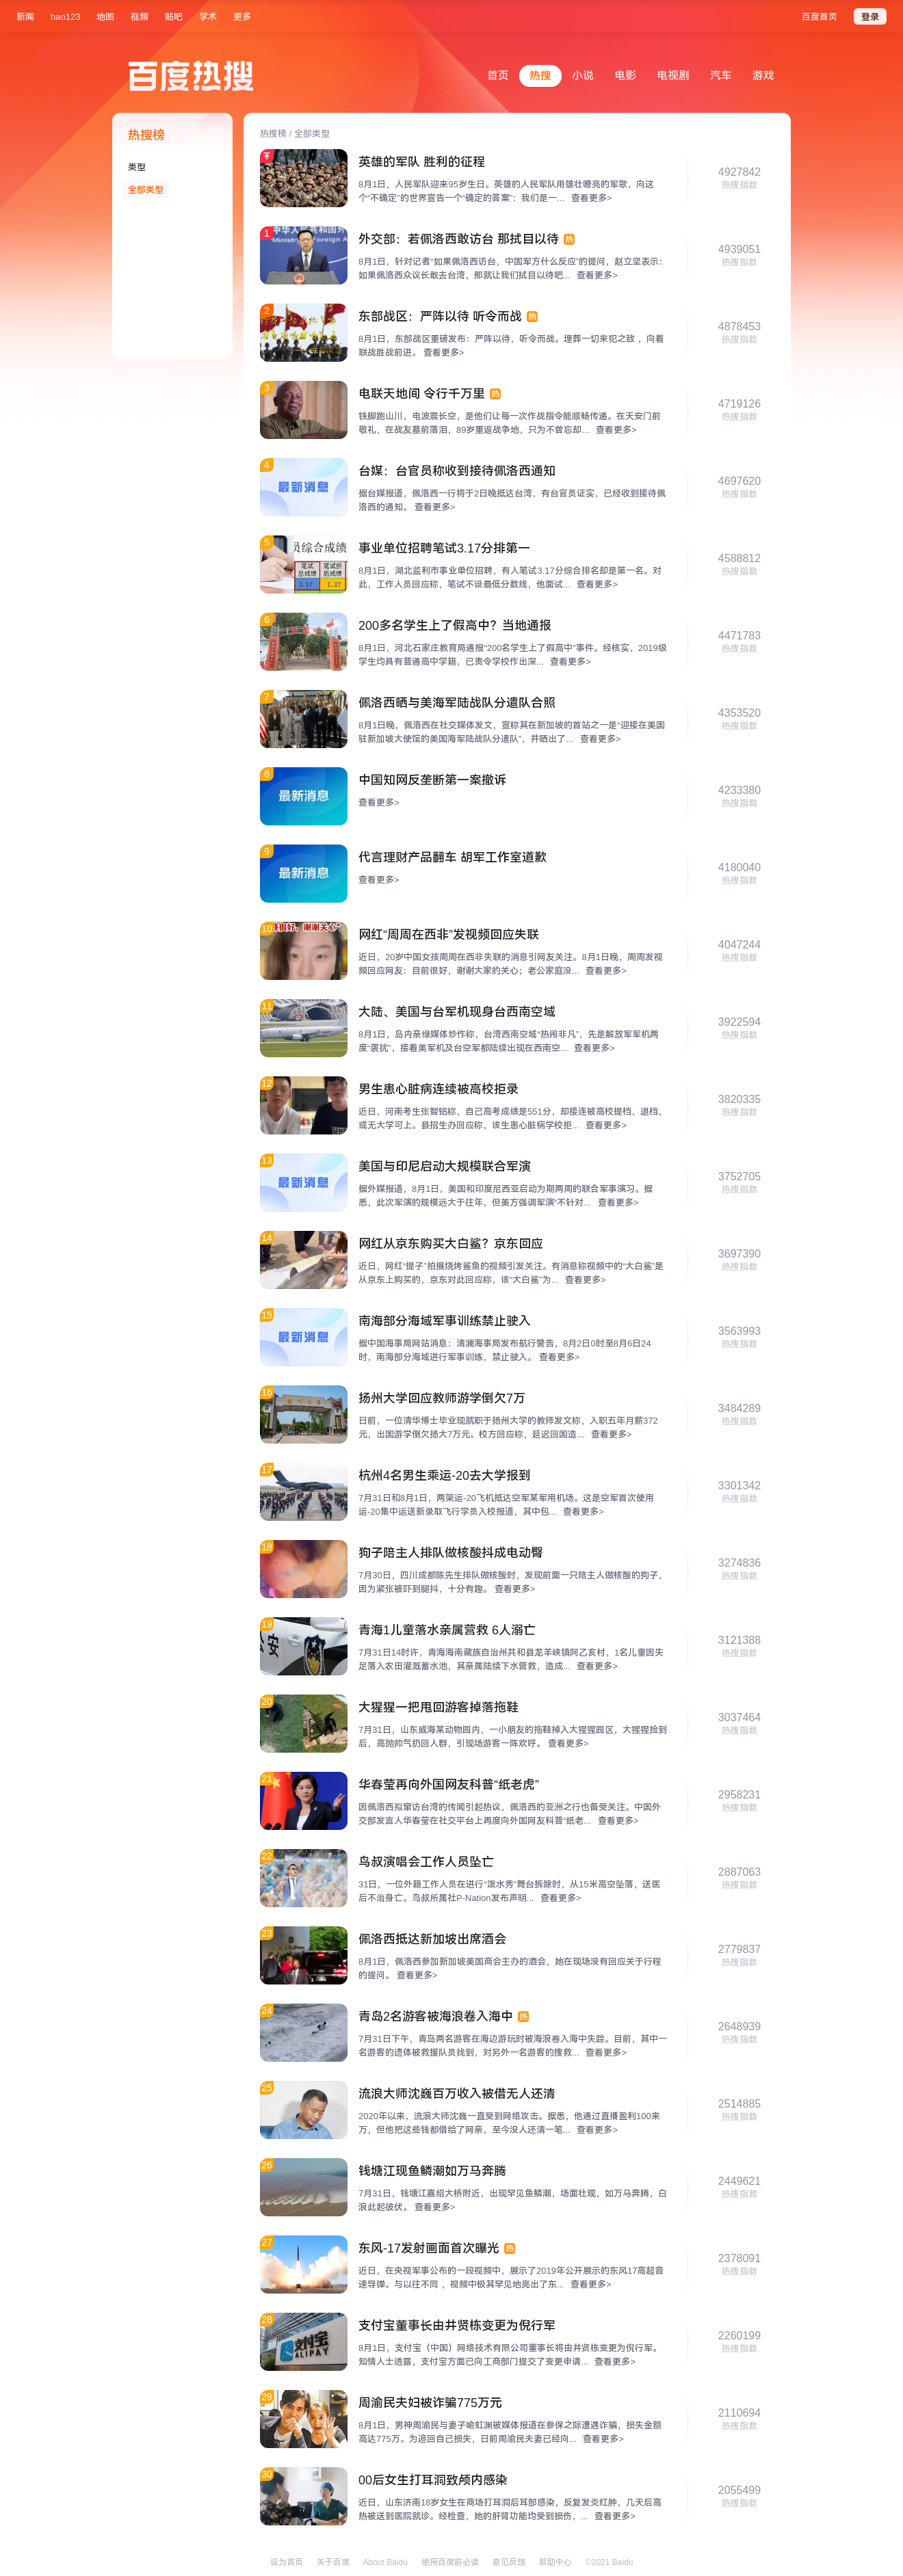 新闻 hao123 地图 视频 贴吧 学术 更多 百度首页 登录
百度热搜
首页 热搜 小说 电影 电视剧 汽车 游戏
热搜榜
类型
全部类型
热搜榜 / 全部类型
英雄的军队 胜利的征程
8月1日，人民军队迎来95岁生日。英雄的人民军队用雄壮嘹亮的军歌，向这
个“不确定”的世界宣告一个“确定的答案”：我们是一... 查看更多>
4927842
热搜指数
1
外交部：若佩洛西敢访台 那拭目以待 热
8月1日，针对记者“如果佩洛西访台，中国军方什么反应”的提问，赵立坚表示：
如果佩洛西众议长敢去台湾，那就让我们拭目以待吧... 查看更多>
4939051
热搜指数
2
东部战区：严阵以待 听令而战 热
8月1日，东部战区重磅发布：严阵以待，听令而战。埋葬一切来犯之敌 ，向着
联战胜战前进。 查看更多>
4878453
热搜指数
3
电联天地间 令行千万里 热
铁脚跑山川，电波震长空，是他们让每一次作战指令能顺畅传递。在天安门前
敬礼，在战友墓前落泪，89岁重返战争地，只为不曾忘却... 查看更多>
4719126
热搜指数
4
最新消息
台媒：台官员称收到接待佩洛西通知
据台媒报道，佩洛西一行将于2日晚抵达台湾，有台官员证实，已经收到接待佩
洛西的通知。 查看更多>
4697620
热搜指数
5
事业单位招聘笔试3.17分排第一
8月1日，湖北监利市事业单位招聘，有人笔试3.17分综合排名却是第一名。对
此，工作人员回应称，笔试不设最低分数线，他面试... 查看更多>
4588812
热搜指数
6
200多名学生上了假高中？当地通报
8月1日，河北石家庄教育局通报“200名学生上了假高中”事件。经核实，2019级
学生均具有普通高中学籍，已责令学校作出深... 查看更多>
4471783
热搜指数
7
佩洛西晒与美海军陆战队分遣队合照
8月1日晚，佩洛西在社交媒体发文，宣称其在新加坡的首站之一是“迎接在美国
驻新加坡大使馆的美国海军陆战队分遣队”，并晒出了... 查看更多>
4353520
热搜指数
8
最新消息
中国知网反垄断第一案撤诉
查看更多>
4233380
热搜指数
9
最新消息
代言理财产品翻车 胡军工作室道歉
查看更多>
4180040
热搜指数
10
网红“周周在西非”发视频回应失联
近日，20岁中国女孩周周在西非失联的消息引网友关注。8月1日晚，周周发视
频回应网友：目前很好，谢谢大家的关心；老公家庭没... 查看更多>
4047244
热搜指数
11
大陆、美国与台军机现身台西南空域
8月1日，岛内亲绿媒体炒作称，台湾西南空域“热闹非凡”，先是解放军军机两
度“袭扰”，接着美军机及台空军都陆续出现在西南空... 查看更多>
3922594
热搜指数
12
男生患心脏病连续被高校拒录
近日，河南考生张智铭称，自己高考成绩是551分，却接连被高校提档、退档，
或无大学可上。县招生办回应称，该生患心脏病学校拒... 查看更多>
3820335
热搜指数
13
最新消息
美国与印尼启动大规模联合军演
据外媒报道，8月1日，美国和印度尼西亚启动为期两周的联合军事演习。据
悉，此次军演的规模远大于往年，但美方强调军演“不针对... 查看更多>
3752705
热搜指数
14
网红从京东购买大白鲨？京东回应
近日，网红“提子”拍摄烧烤鲨鱼的视频引发关注。有消息称视频中的“大白鲨”是
从京东上购买的，京东对此回应称，该“大白鲨”为... 查看更多>
3697390
热搜指数
15
最新消息
南海部分海域军事训练禁止驶入
据中国海事局网站消息：清澜海事局发布航行警告，8月2日0时至8月6日24
时，南海部分海域进行军事训练，禁止驶入。 查看更多>
3563993
热搜指数
16
扬州大学回应教师游学倒欠7万
日前，一位清华博士毕业现就职于扬州大学的教师发文称，入职五年月薪372
元，出国游学倒欠扬大7万元。校方回应称，延迟回国造... 查看更多>
3484289
热搜指数
17
杭州4名男生乘运-20去大学报到
7月31日和8月1日，两架运-20飞机抵达空军某军用机场。这是空军首次使用
运-20集中运送新录取飞行学员入校报道，其中包... 查看更多>
3301342
热搜指数
18
狗子陪主人排队做核酸抖成电动臀
7月30日，四川成都陈先生排队做核酸时，发现前面一只陪主人做核酸的狗子，
因为紧张被吓到腿抖，十分有趣。 查看更多>
3274836
热搜指数
19
青海1儿童落水亲属营救 6人溺亡
7月31日14时许，青海海南藏族自治州共和县龙羊峡镇阿乙亥村，1名儿童因失
足落入农田灌溉蓄水池，其亲属陆续下水营救，造成... 查看更多>
3121388
热搜指数
20
大猩猩一把甩回游客掉落拖鞋
7月31日，山东威海某动物园内，一小朋友的拖鞋掉入大猩猩园区，大猩猩捡到
后，高抛帅气扔回人群，引现场游客一阵欢呼。 查看更多>
3037464
热搜指数
21
华春莹再向外国网友科普“纸老虎”
因佩洛西拟窜访台湾的传闻引起热议，佩洛西的亚洲之行也备受关注。中国外
交部发言人华春莹在社交平台上再度向外国网友科普“纸老... 查看更多>
2958231
热搜指数
22
鸟叔演唱会工作人员坠亡
31日，一位外籍工作人员在进行“泼水秀”舞台拆除时，从15米高空坠落，送医
后不治身亡。鸟叔所属社P-Nation发布声明... 查看更多>
2887063
热搜指数
23
佩洛西抵达新加坡出席酒会
8月1日，佩洛西参加新加坡美国商会主办的酒会，她在现场没有回应关于行程
的提问。 查看更多>
2779837
热搜指数
24
青岛2名游客被海浪卷入海中 热
7月31日下午，青岛两名游客在海边游玩时被海浪卷入海中失踪。目前，其中一
名游客的遗体被救援队员找到，对另外一名游客的搜救... 查看更多>
2648939
热搜指数
25
流浪大师沈巍百万收入被借无人还清
2020年以来，流浪大师沈巍一直受到网络攻击。据悉，他通过直播盈利100来
万，但他把这些钱都借给了网亲，至今没人还清一笔... 查看更多>
2514885
热搜指数
26
钱塘江现鱼鳞潮如万马奔腾
7月31日，钱塘江嘉绍大桥附近，出现罕见鱼鳞潮，场面壮观，如万马奔腾，白
浪此起彼伏。 查看更多>
2449621
热搜指数
27
东风-17发射画面首次曝光 热
近日，在央视军事公布的一段视频中，展示了2019年公开展示的东风17高超音
速导弹。与以往不同 ，视频中极其罕见地亮出了东... 查看更多>
2378091
热搜指数
28
支付宝
ALIPAY
支付宝董事长由井贤栋变更为倪行军
8月1日，支付宝（中国）网络技术有限公司董事长将由井贤栋变更为倪行军。
知情人士透露，支付宝方面已向工商部门提交了变更申请... 查看更多>
2260199
热搜指数
29
周渝民夫妇被诈骗775万元
8月1日，男神周渝民与妻子喻虹渊被媒体报道在参保之际遭遇诈骗，损失金额
高达775万。为追回自己损失，日前周渝民夫妻已经向... 查看更多>
2110694
热搜指数
30
00后女生打耳洞致颅内感染
近日，山东济南18岁女生在商场打耳洞后耳部感染，反复发炎红肿，几天后高
热被送到医院就诊。经检查，她的肝肾功能均受到损伤，... 查看更多>
2055499
热搜指数
设为首页 关于百度 About Baidu 使用百度前必读 意见反馈 帮助中心 ©2021 Baidu